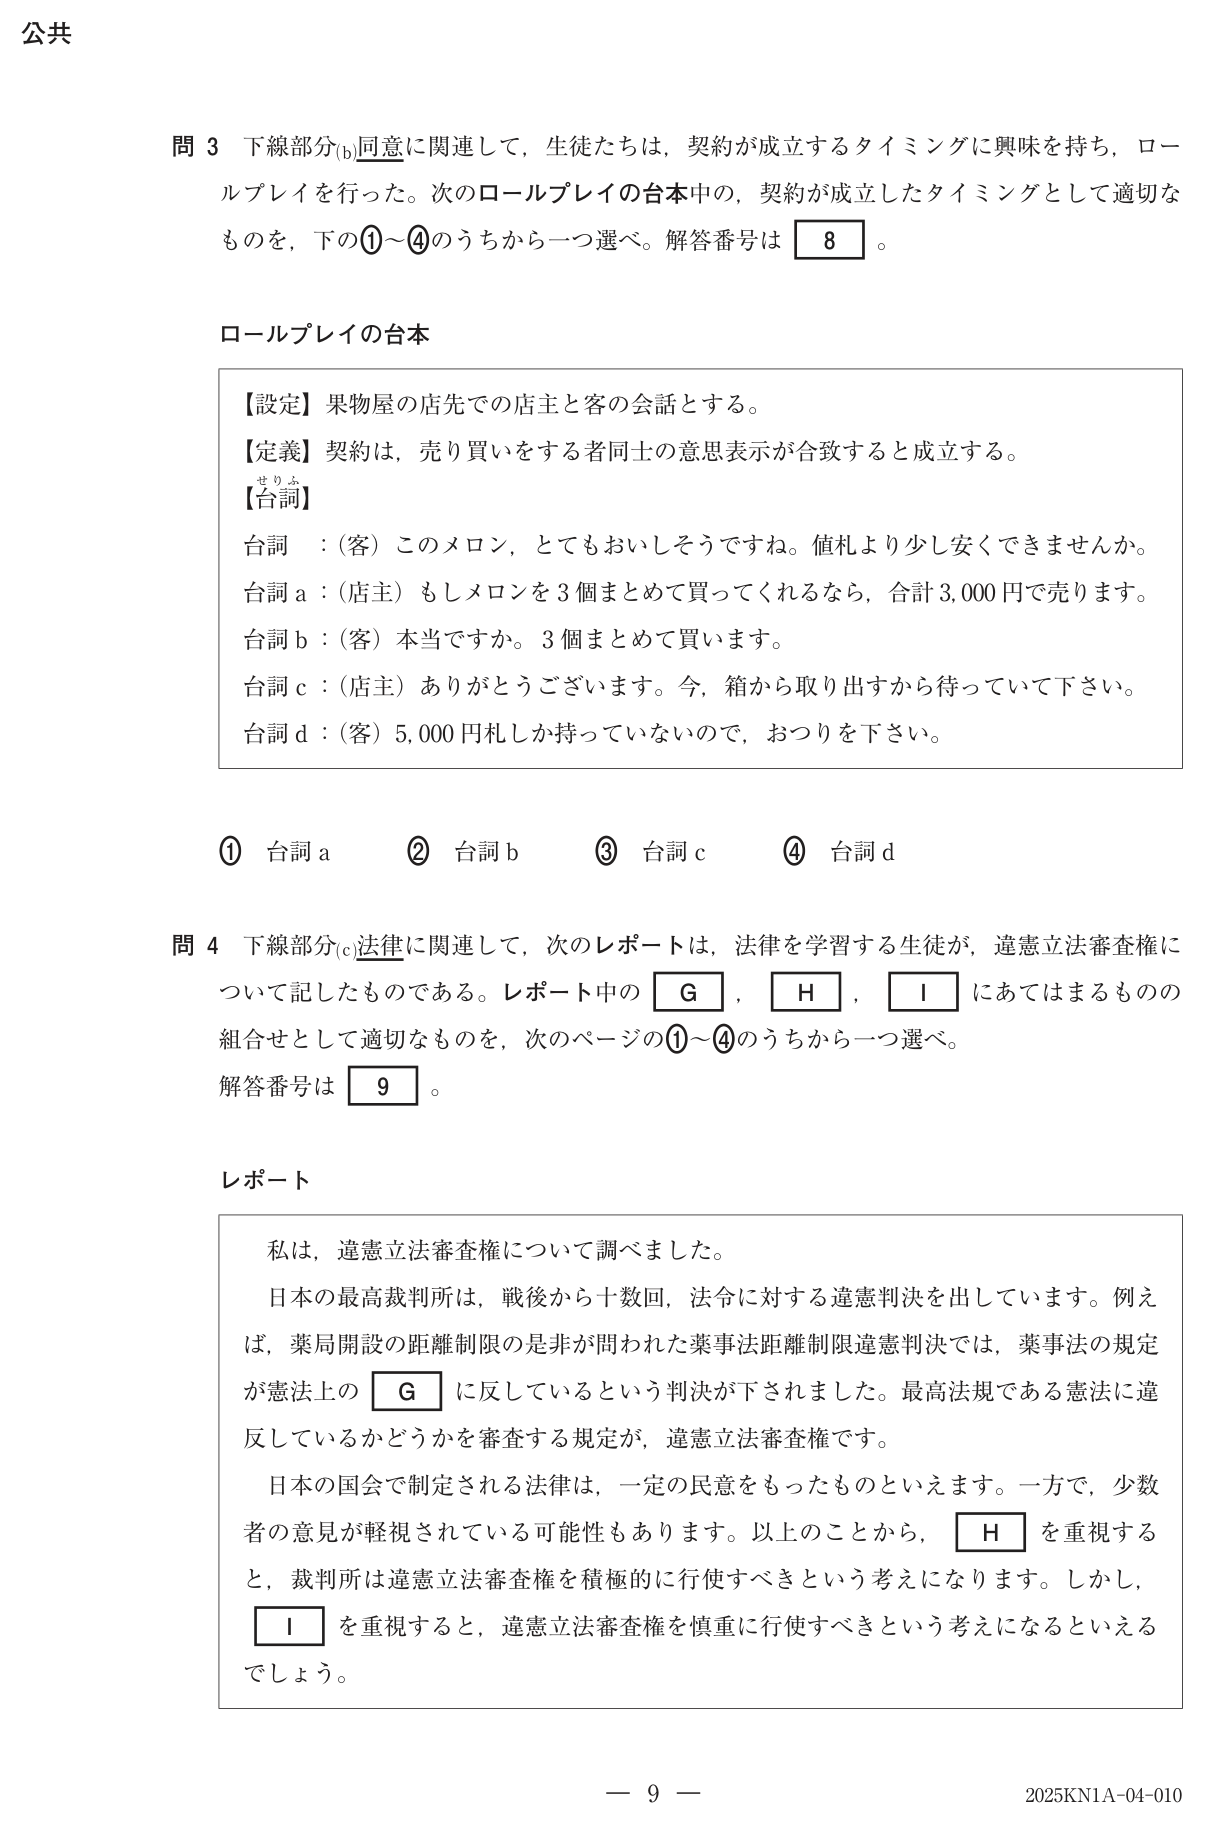 公共
問 3 下線部分(b)同意に関連して，生徒たちは，契約が成立するタイミングに興味を持ち，ロー
ルプレイを行った。次のロールプレイの台本中の，契約が成立したタイミングとして適切な
ものを，下の①～④のうちから一つ選べ。解答番号は 8 。
ロールプレイの台本
【設定】果物屋の店先での店主と客の会話とする。
【定義】契約は，売り買いをする者同士の意思表示が合致すると成立する。
せりふ
【台詞】
台詞　：（客）このメロン，とてもおいしそうですね。値札より少し安くできませんか。
台詞 a ：（店主）もしメロンを 3 個まとめて買ってくれるなら，合計 3,000 円で売ります。
台詞 b ：（客）本当ですか。3 個まとめて買います。
台詞 c ：（店主）ありがとうございます。今，箱から取り出すから待っていて下さい。
台詞 d ：（客）5,000 円札しか持っていないので，おつりを下さい。
① 台詞 a　② 台詞 b　③ 台詞 c　④ 台詞 d
問 4 下線部分(c)法律に関連して，次のレポートは，法律を学習する生徒が，違憲立法審査権に
ついて記したものである。レポート中の G ， H ， I にあてはまるものの
組合せとして適切なものを，次のページの①～④のうちから一つ選べ。
解答番号は 9 。
レポート
私は，違憲立法審査権について調べました。
日本の最高裁判所は，戦後から十数回，法令に対する違憲判決を出しています。例え
ば，薬局開設の距離制限の是非が問われた薬事法距離制限違憲判決では，薬事法の規定
が憲法上の G に反しているという判決が下されました。最高法規である憲法に違
反しているかどうかを審査する規定が，違憲立法審査権です。
日本の国会で制定される法律は，一定の民意をもったものといえます。一方で，少数
者の意見が軽視されている可能性もあります。以上のことから， H を重視する
と，裁判所は違憲立法審査権を積極的に行使すべきという考えになります。しかし，
I を重視すると，違憲立法審査権を慎重に行使すべきという考えになるといえる
でしょう。
— 9 —
2025KN1A-04-010